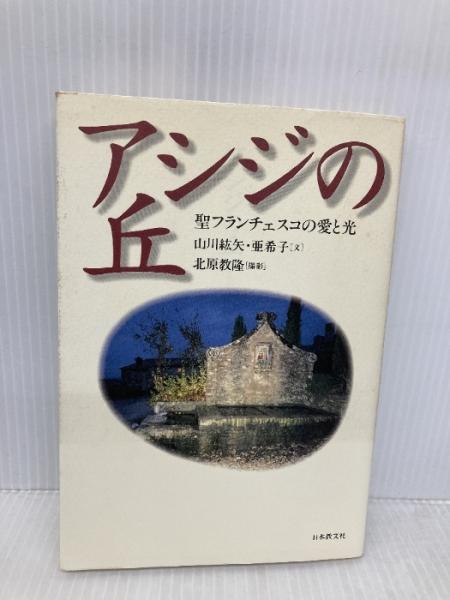 アシジの
丘
聖フランチェスコの愛と光
山川紘矢・亜希子[文]
北原教隆[撮影]
日本教文社